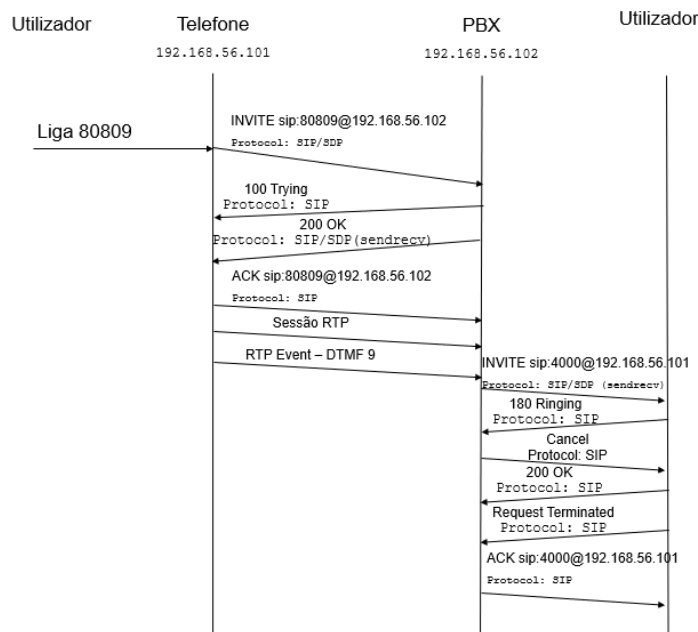 Utilizador
Telefone
PBX
Utilizador
192.168.56.101
192.168.56.102
Liga 80809
INVITE sip:80809@192.168.56.102
Protocol: SIP/SDP
100 Trying
Protocol: SIP
200 OK
Protocol: SIP/SDP(sendrecv)
ACK sip:80809@192.168.56.102
Protocol: SIP
Sessão RTP
RTP Event – DTMF 9
INVITE sip:4000@192.168.56.101
Protocol: SIP/SDP (sendrecv)
180 Ringing
Protocol: SIP
Cancel
Protocol: SIP
200 OK
Protocol: SIP
Request Terminated
Protocol: SIP
ACK sip:4000@192.168.56.101
Protocol: SIP